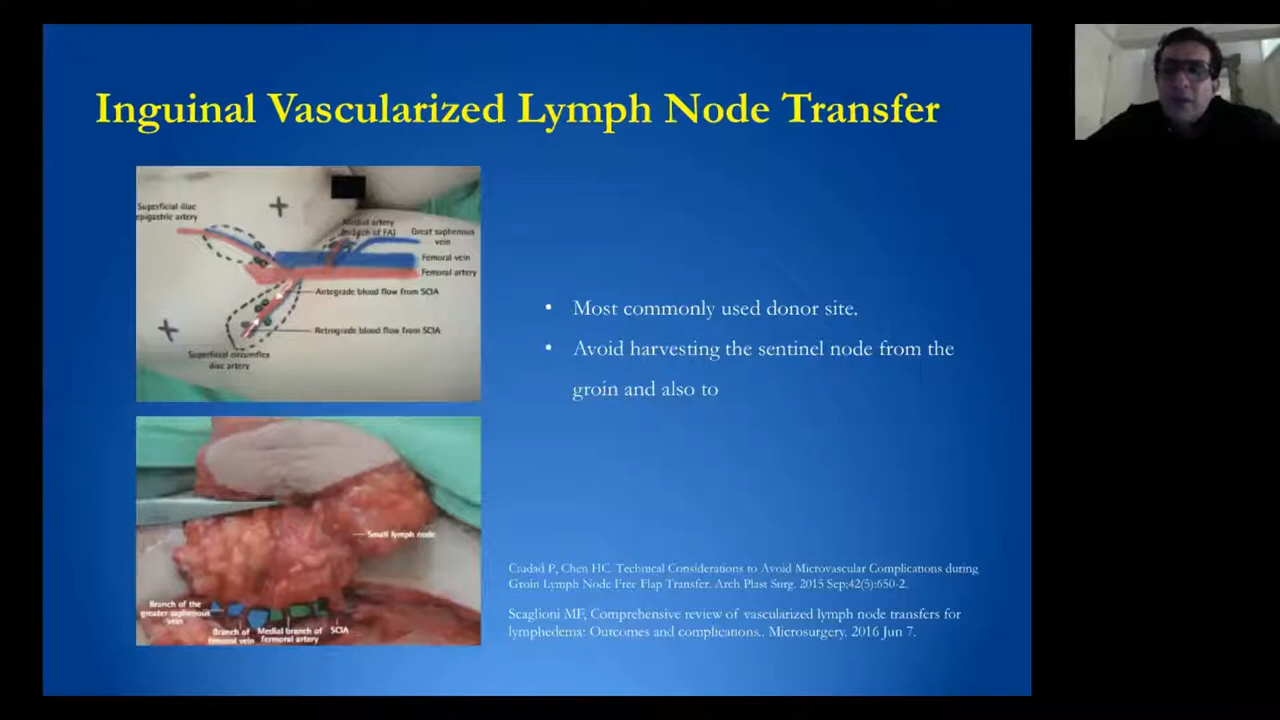 Inguinal Vascularized Lymph Node Transfer
Superficial iliac
epigastric artery
Medial artery
(branch of FA)
Great saphenous
vein
Femoral vein
Femoral artery
Antegrade blood flow from SCIA
Retrograde blood flow from SCIA
Superficial circumflex
iliac artery
Small lymph node
Branch of the
greater saphenous
vein
Branch of
femoral vein
Medial branch of
femoral artery
SCIA
• Most commonly used donor site.
• Avoid harvesting the sentinel node from the
groin and also to
Ciudad P, Chen HC. Technical Considerations to Avoid Microvascular Complications during
Groin Lymph Node Free Flap Transfer. Arch Plast Surg. 2015 Sep;42(5):650-2.
Scaglioni MF, Comprehensive review of vascularized lymph node transfers for
lymphedema: Outcomes and complications.. Microsurgery. 2016 Jun 7.